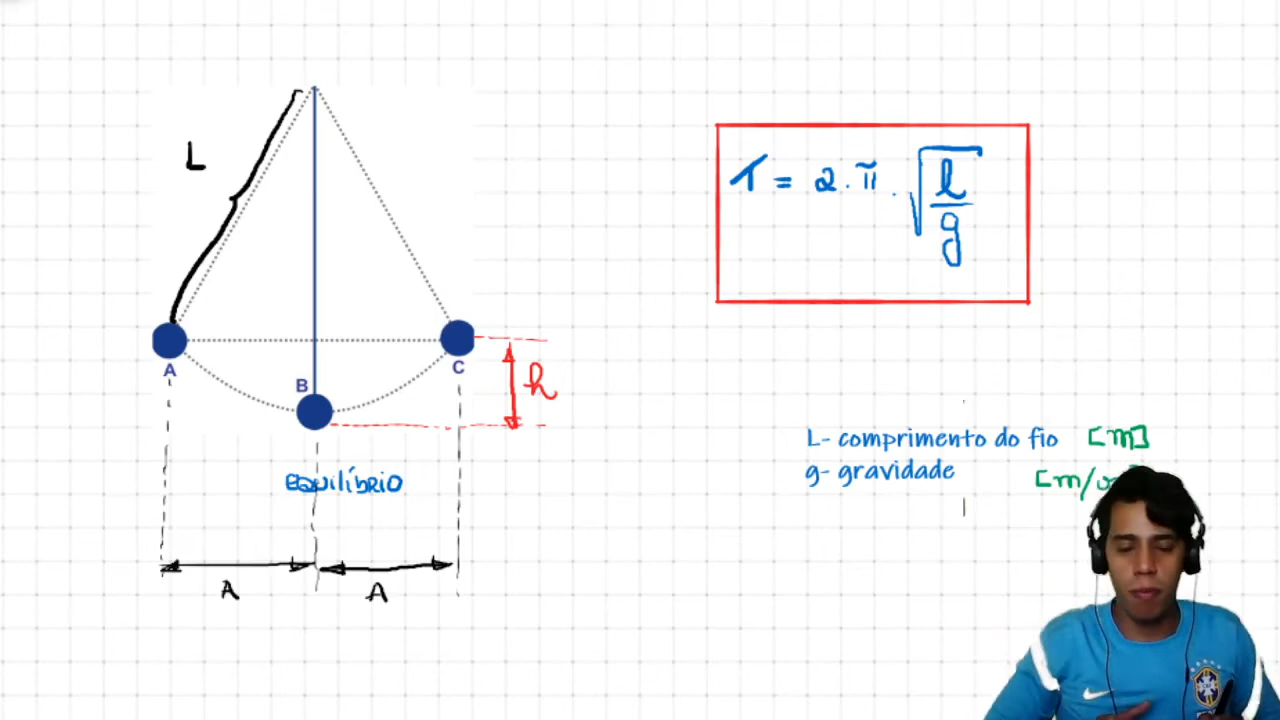 L
A
B
C
h
EQUILÍBRIO
A
A
T = 2.π.√l/g
L- comprimento do fio [m]
g- gravidade